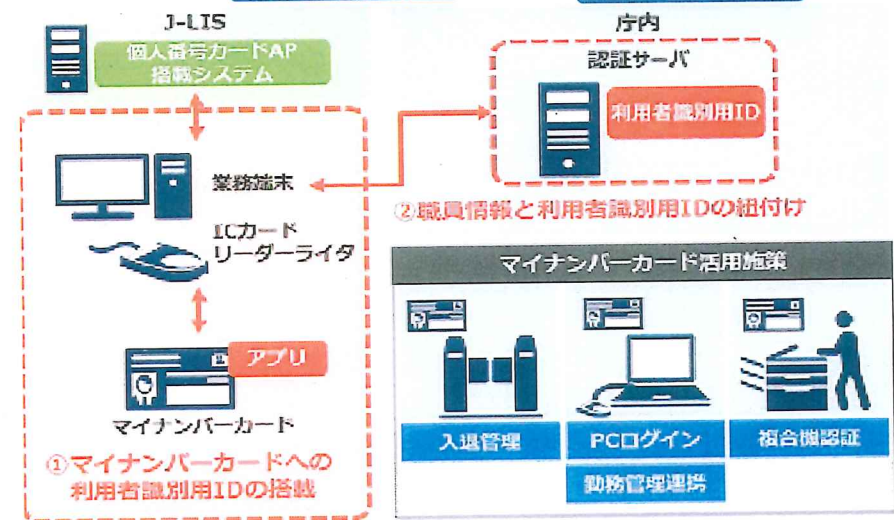 J-LIS
個人番号カードAP
搭載システム
業務端末
ICカード
リーダーライタ
アプリ
マイナンバーカード
①マイナンバーカードへの
利用者識別用IDの搭載
庁内
認証サーバ
利用者識別用ID
②職員情報と利用者識別用IDの紐付け
マイナンバーカード活用施策
入退管理
PCログイン
複合機認証
勤務管理連携